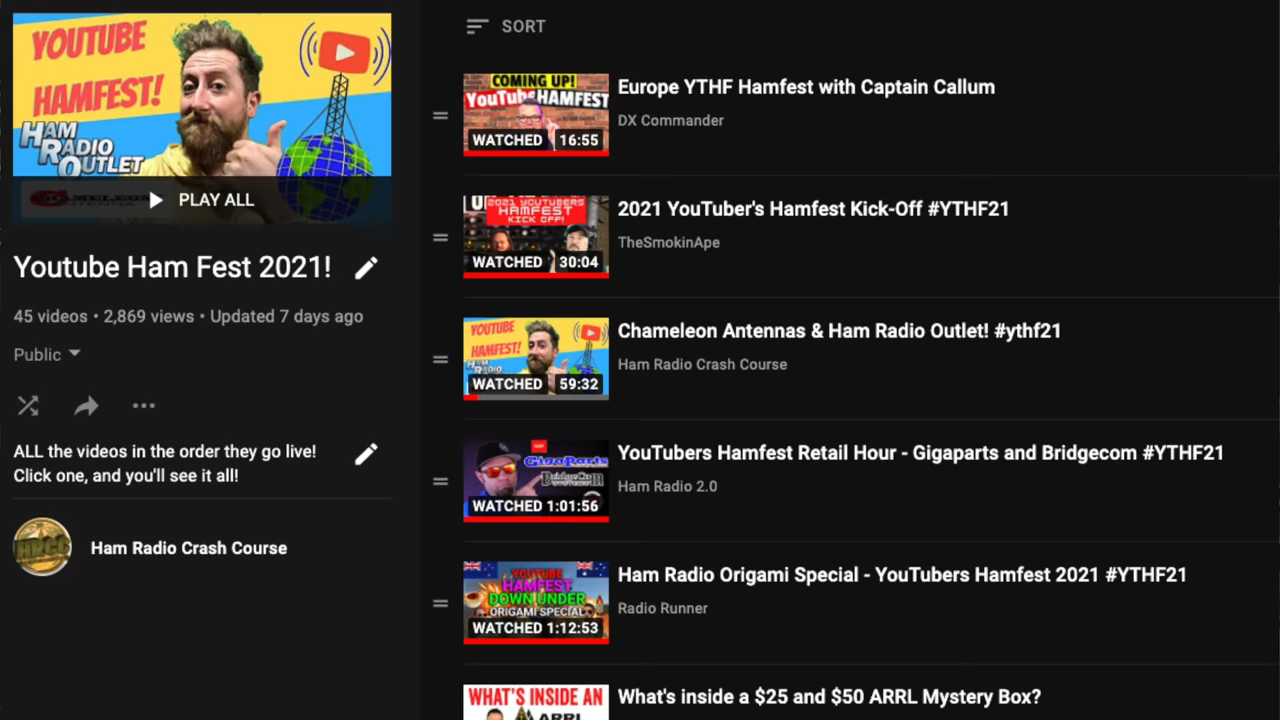 YOUTUBE
HAMFEST!
HAM
RADIO
OUTLET
PLAY ALL
Youtube Ham Fest 2021!
45 videos • 2,869 views • Updated 7 days ago
Public
ALL the videos in the order they go live!
Click one, and you'll see it all!
HRCC
Ham Radio Crash Course
SORT
COMING UP!
YouTube HAMFEST
WATCHED 16:55
Europe YTHF Hamfest with Captain Callum
DX Commander
2021 YOUTUBERS
HAMFEST
KICK OFF!
WATCHED 30:04
2021 YouTuber's Hamfest Kick-Off #YTHF21
TheSmokinApe
YOUTUBE
HAMFEST!
HAM
RADIO
WATCHED 59:32
Chameleon Antennas & Ham Radio Outlet! #ythf21
Ham Radio Crash Course
GigaParts
WATCHED 1:01:56
YouTubers Hamfest Retail Hour - Gigaparts and Bridgecom #YTHF21
Ham Radio 2.0
YOUTUBE
HAMFEST
DOWN UNDER
ORIGAMI SPECIAL
WATCHED 1:12:53
Ham Radio Origami Special - YouTubers Hamfest 2021 #YTHF21
Radio Runner
WHAT'S INSIDE AN
ARRL
What's inside a $25 and $50 ARRL Mystery Box?